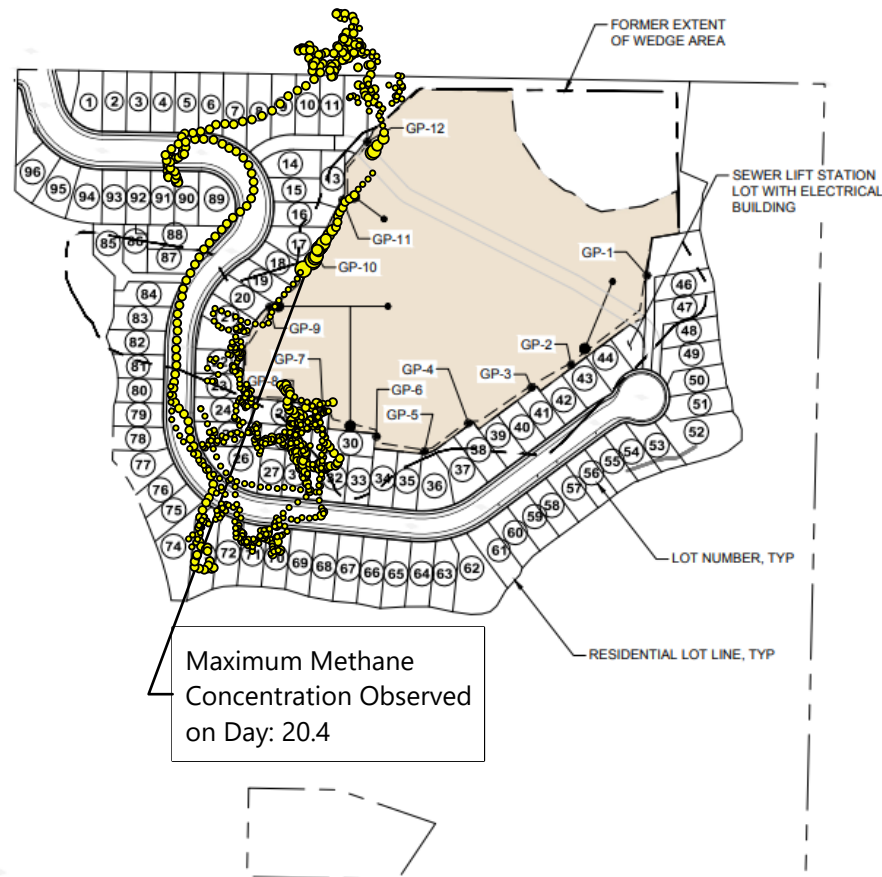 FORMER EXTENT
OF WEDGE AREA
1 2 3 4 5 6 7 8 9 10 11
GP-12
96 95 94 93 92 91 90 89
14
13
15
SEWER LIFT STATION
LOT WITH ELECTRICAL
BUILDING
16
GP-11
17
85 86 88
87
GP-1
GP-10
18
19
20
84
46
47
83
GP-9
48
82
GP-2
49
81
GP-7
GP-4
44
43
GP-8
GP-3
50
80
GP-6
42
51
79
24
GP-5
41
40
39
52
78
30
38
53
54
77
26
37
55
27
32 33 34 35 36
56
76
57
75
58
59
60
74
61
72 71 70 69 68 67 66 65 64 63 62
LOT NUMBER, TYP
RESIDENTIAL LOT LINE, TYP
Maximum Methane
Concentration Observed
on Day: 20.4